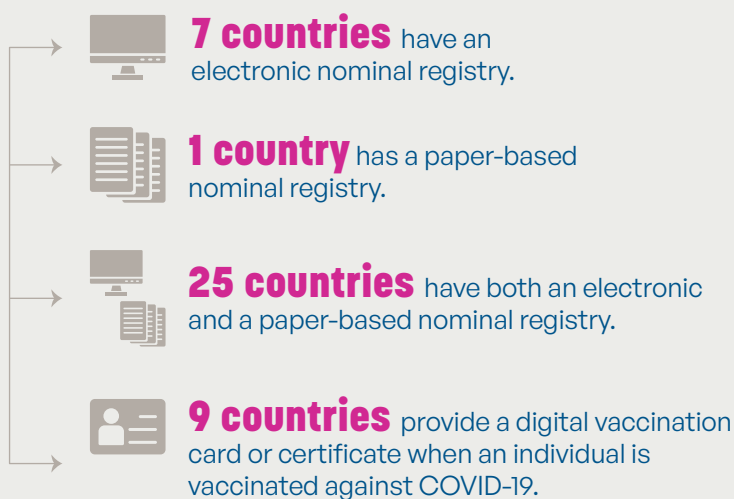 7 countries have an
electronic nominal registry.
1 country has a paper-based
nominal registry.
25 countries have both an electronic
and a paper-based nominal registry.
9 countries provide a digital vaccination
card or certificate when an individual is
vaccinated against COVID-19.